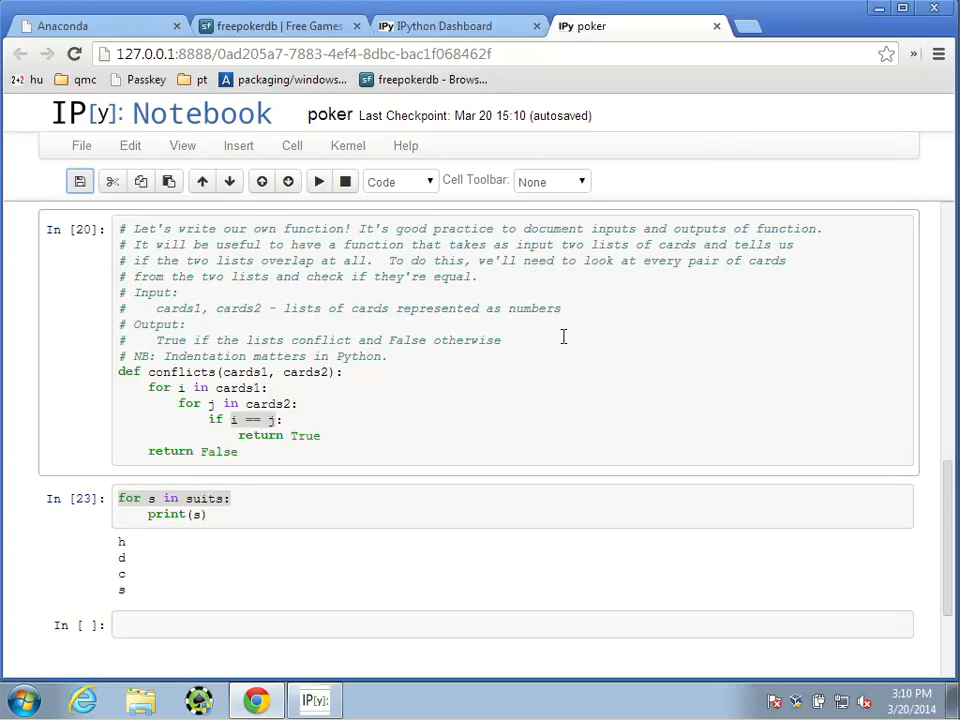 Anaconda
freepokerdb | Free Games
IPy IPython Dashboard
IPy poker
127.0.0.1:8888/0ad205a7-7883-4ef4-8dbc-bac1f068462f
hu
qmc
Passkey
pt
packaging/windows...
freepokerdb - Brows...
IP[y]: Notebook
poker Last Checkpoint: Mar 20 15:10 (autosaved)
File Edit View Insert Cell Kernel Help
Code
Cell Toolbar: None
In [20]:
# Let's write our own function! It's good practice to document inputs and outputs of function.
# It will be useful to have a function that takes as input two lists of cards and tells us
# if the two lists overlap at all.  To do this, we'll need to look at every pair of cards
# from the two lists and check if they're equal.
# Input:
#    cards1, cards2 - lists of cards represented as numbers
# Output:
#    True if the lists conflict and False otherwise
# NB: Indentation matters in Python.
def conflicts(cards1, cards2):
    for i in cards1:
        for j in cards2:
            if i == j:
                return True
    return False
In [23]:
for s in suits:
    print(s)
h
d
c
s
In [ ]:
IP[y]:
3:10 PM
3/20/2014